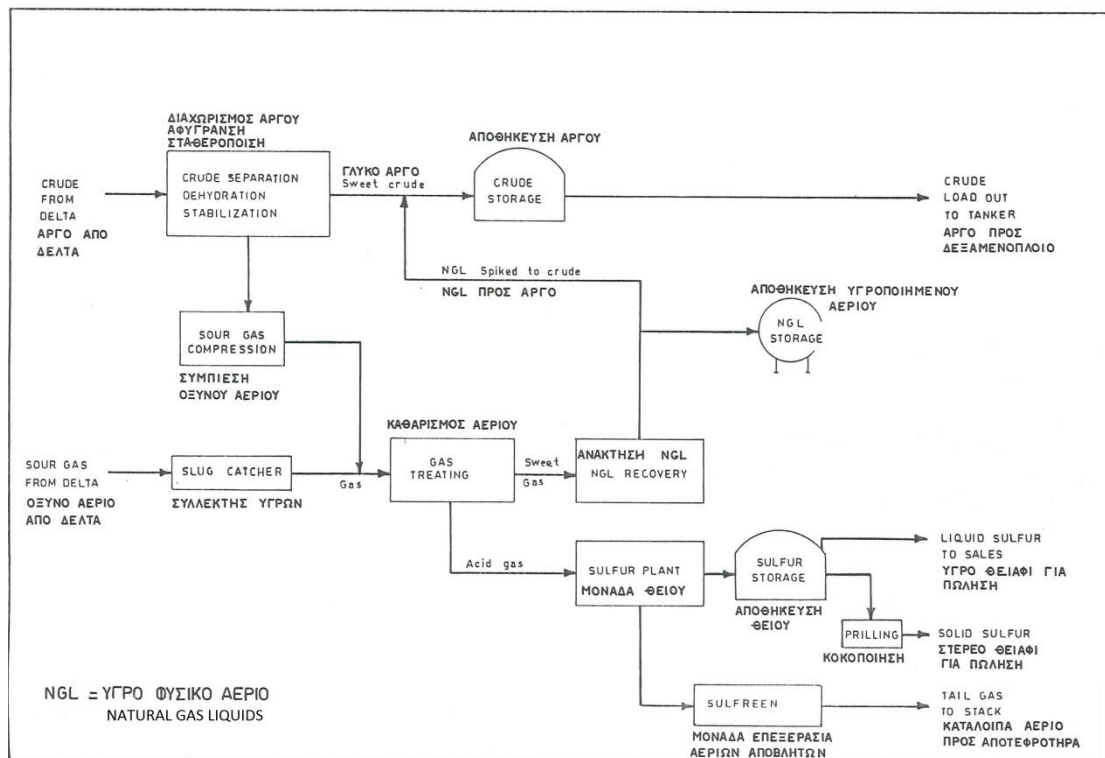 ΔΙΑΧΩΡΙΣΜΟΣ ΑΡΓΟΥ
ΑΦΥΓΡΑΝΣΗ
ΣΤΑΘΕΡΟΠΟΙΣΗ
CRUDE SEPARATION
DEHYDRATION
STABILIZATION
CRUDE
FROM
DELTA
ΑΡΓΟ ΑΠΟ
ΔΕΛΤΑ
ΓΛΥΚΟ ΑΡΓΟ
Sweet crude
ΑΠΟΘΗΚΕΥΣΗ ΑΡΓΟΥ
CRUDE
STORAGE
CRUDE
LOAD OUT
TO TANKER
ΑΡΓΟ ΠΡΟΣ
ΔΕΞΑΜΕΝΟΠΛΟΙΟ
NGL Spiked to crude
NGL ΠΡΟΣ ΑΡΓΟ
ΑΠΟΘΗΚΕΥΣΗ ΥΓΡΟΠΟΙΗΜΕΝΟΥ
ΑΕΡΙΟΥ
NGL
STORAGE
SOUR GAS
COMPRESSION
ΣΥΜΠΙΕΣΗ
ΟΞΥΝΟΥ ΑΕΡΙΟΥ
SOUR GAS
FROM DELTA
ΟΞΥΝΟ ΑΕΡΙΟ
ΑΠΟ ΔΕΛΤΑ
SLUG CATCHER
ΣΥΛΛΕΚΤΗΣ ΥΓΡΩΝ
Gas
ΚΑΘΑΡΙΣΜΟΣ ΑΕΡΙΟΥ
GAS
TREATING
Sweet
Gas
ΑΝΑΚΤΗΣΗ NGL
NGL RECOVERY
Acid gas
SULFUR PLANT
ΜΟΝΑΔΑ ΘΕΙΟΥ
SULFUR
STORAGE
ΑΠΟΘΗΚΕΥΣΗ
ΘΕΙΟΥ
LIQUID SULFUR
TO SALES
ΥΓΡΟ ΘΕΙΑΦΙ ΓΙΑ
ΠΩΛΗΣΗ
PRILLING
ΚΟΚΟΠΟΙΗΣΗ
SOLID SULFUR
ΣΤΕΡΕΟ ΘΕΙΑΦΙ
ΓΙΑ ΠΩΛΗΣΗ
SULFREEN
ΜΟΝΑΔΑ ΕΠΕΞΕΡΑΣΙΑ
ΑΕΡΙΩΝ ΑΠΟΒΛΗΤΩΝ
TAIL GAS
TO STACK
ΚΑΤΑΛΟΙΠΑ ΑΕΡΙΟ
ΠΡΟΣ ΑΠΟΤΕΦΡΟΤΗΡΑ
NGL = ΥΓΡΟ ΦΥΣΙΚΟ ΑΕΡΙΟ
NATURAL GAS LIQUIDS